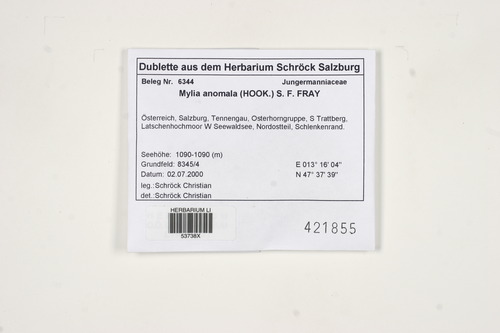 Dublette aus dem Herbarium Schröck Salzburg
Beleg Nr. 6344 Jungermanniaceae
Mylia anomala (HOOK.) S. F. FRAY
Österreich, Salzburg, Tennengau, Osterhorngruppe, S Trattberg,
Latschenhochmoor W Seewaldsee, Nordostteil, Schlenkenrand.
Seehöhe: 1090-1090 (m)
Grundfeld: 8345/4 E 013° 16' 04"
Datum: 02.07.2000 N 47° 37' 39"
leg.:Schröck Christian
det.:Schröck Christian
HERBARIUM LI
53738X
421855